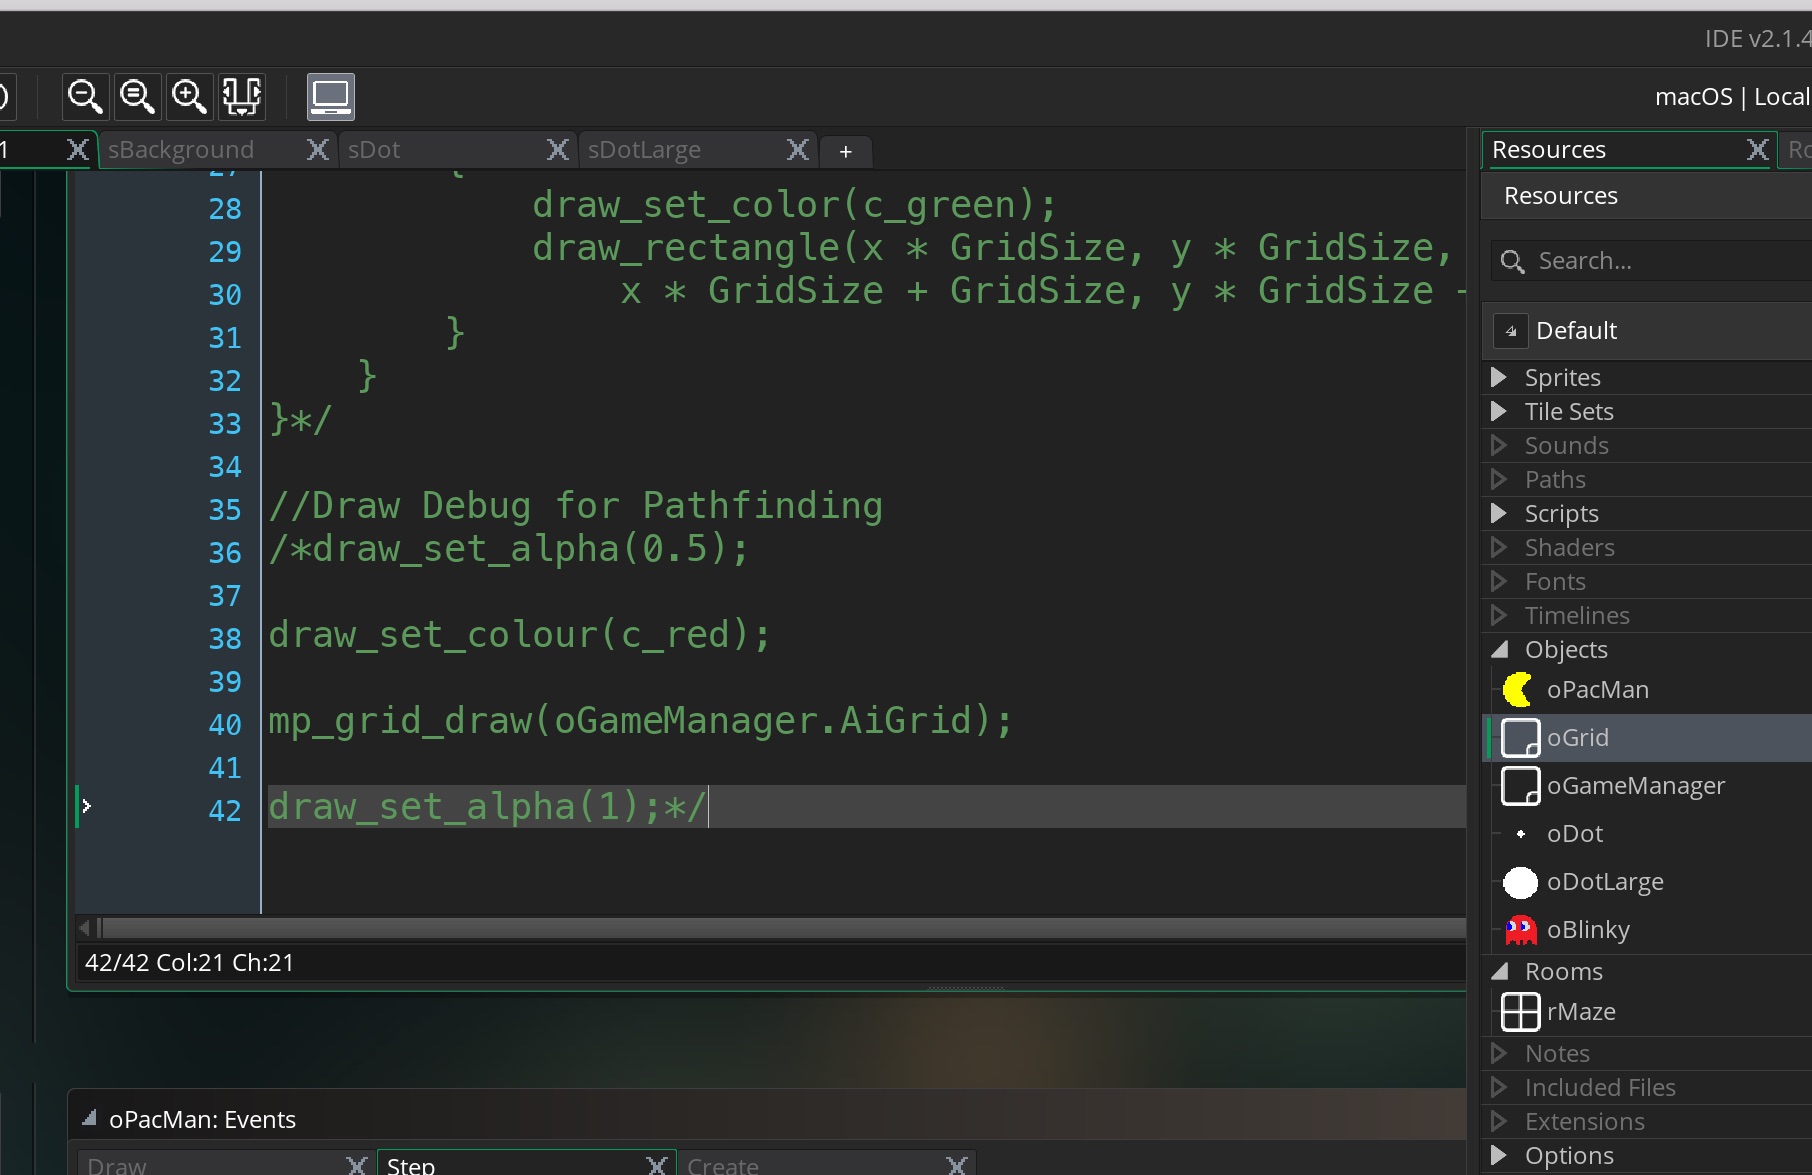 IDE v2.1.4
macOS | Local
1
sBackground
sDot
sDotLarge
+
Resources
Resources
Search...
Default
Sprites
Tile Sets
Sounds
Paths
Scripts
Shaders
Fonts
Timelines
Objects
oPacMan
oGrid
oGameManager
oDot
oDotLarge
oBlinky
Rooms
rMaze
Notes
Included Files
Extensions
Options
27 {
28 draw_set_color(c_green);
29 draw_rectangle(x * GridSize, y * GridSize,
30 x * GridSize + GridSize, y * GridSize
31 }
32 }
33 }*/
34
35 //Draw Debug for Pathfinding
36 /*draw_set_alpha(0.5);
37
38 draw_set_colour(c_red);
39
40 mp_grid_draw(oGameManager.AiGrid);
41
42 draw_set_alpha(1);*/
42/42 Col:21 Ch:21
oPacMan: Events
Draw
Step
Create